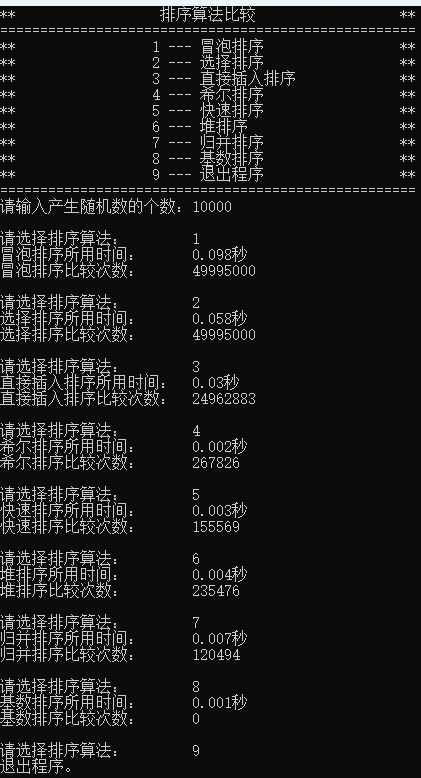 ** 排序算法比较 **
====================================================
** 1 --- 冒泡排序 **
** 2 --- 选择排序 **
** 3 --- 直接插入排序 **
** 4 --- 希尔排序 **
** 5 --- 快速排序 **
** 6 --- 堆排序 **
** 7 --- 归并排序 **
** 8 --- 基数排序 **
** 9 --- 退出程序 **
====================================================
请输入产生随机数的个数：10000
请选择排序算法： 1
冒泡排序所用时间： 0.098秒
冒泡排序比较次数： 49995000
请选择排序算法： 2
选择排序所用时间： 0.058秒
选择排序比较次数： 49995000
请选择排序算法： 3
直接插入排序所用时间： 0.03秒
直接插入排序比较次数： 24962883
请选择排序算法： 4
希尔排序所用时间： 0.002秒
希尔排序比较次数： 267826
请选择排序算法： 5
快速排序所用时间： 0.003秒
快速排序比较次数： 155569
请选择排序算法： 6
堆排序所用时间： 0.004秒
堆排序比较次数： 235476
请选择排序算法： 7
归并排序所用时间： 0.007秒
归并排序比较次数： 120494
请选择排序算法： 8
基数排序所用时间： 0.001秒
基数排序比较次数： 0
请选择排序算法： 9
退出程序。